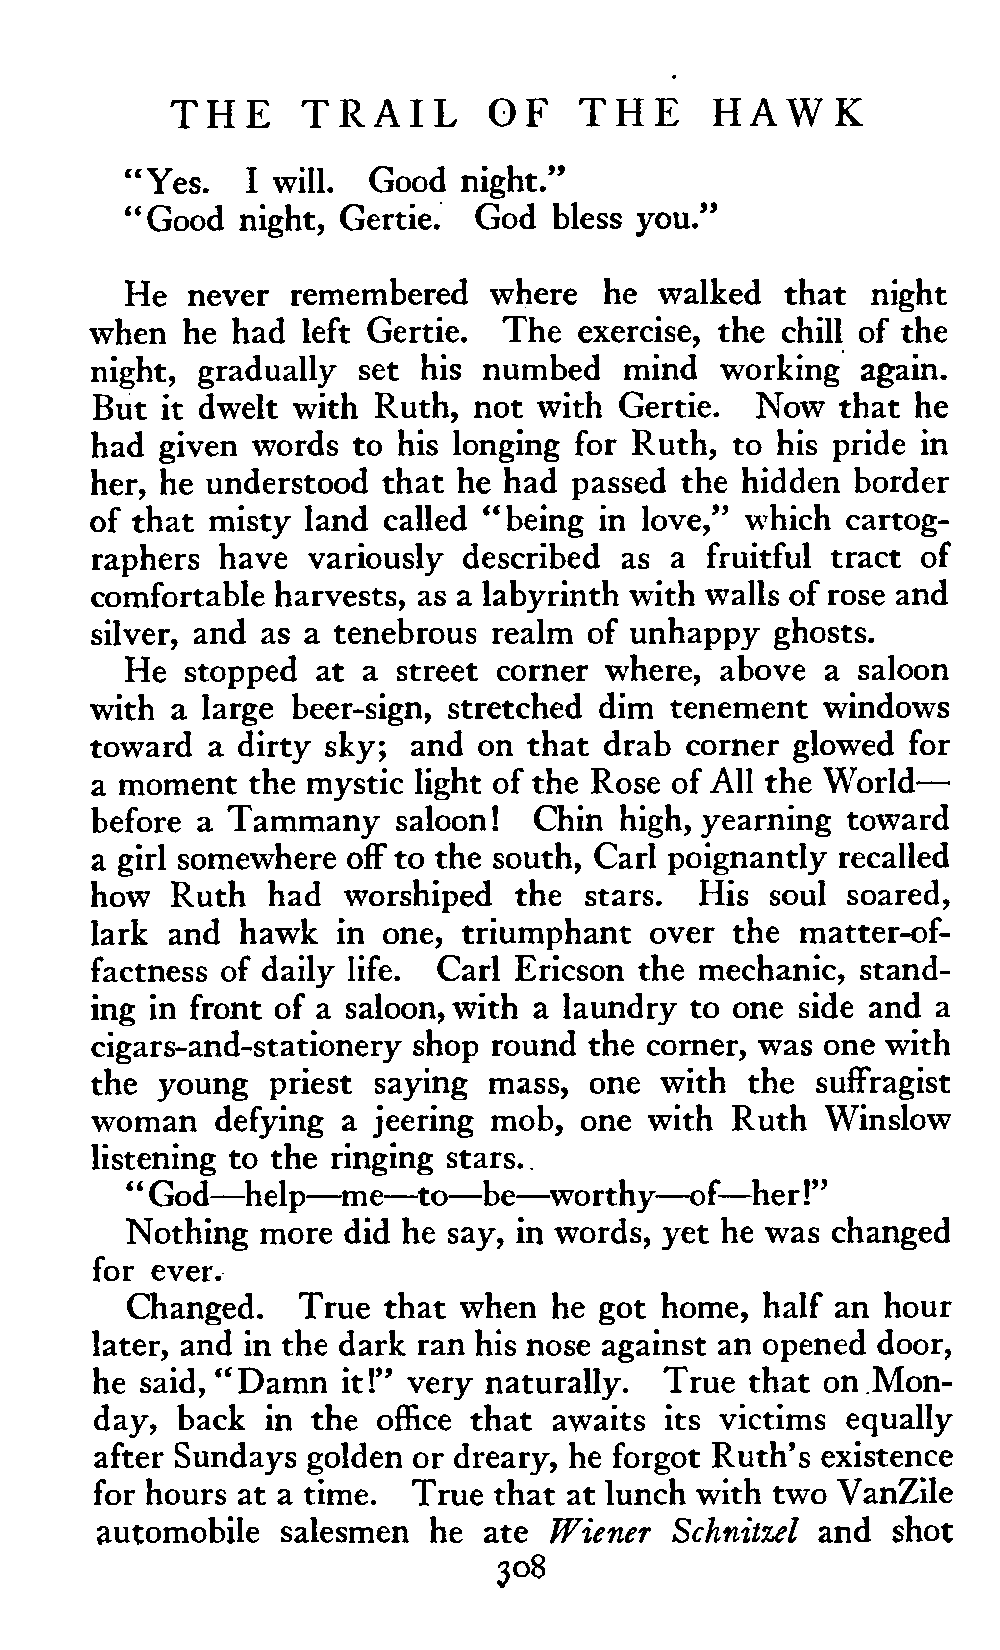 THE TRAIL OF THE HAWK
"Yes. I will. Good night."
"Good night, Gertie. God bless you."
He never remembered where he walked that night
when he had left Gertie. The exercise, the chill of the
night, gradually set his numbed mind working again.
But it dwelt with Ruth, not with Gertie. Now that he
had given words to his longing for Ruth, to his pride in
her, he understood that he had passed the hidden border
of that misty land called "being in love," which cartog-
raphers have variously described as a fruitful tract of
comfortable harvests, as a labyrinth with walls of rose and
silver, and as a tenebrous realm of unhappy ghosts.
He stopped at a street corner where, above a saloon
with a large beer-sign, stretched dim tenement windows
toward a dirty sky; and on that drab corner glowed for
a moment the mystic light of the Rose of All the World—
before a Tammany saloon! Chin high, yearning toward
a girl somewhere off to the south, Carl poignantly recalled
how Ruth had worshiped the stars. His soul soared,
lark and hawk in one, triumphant over the matter-of-
factness of daily life. Carl Ericson the mechanic, stand-
ing in front of a saloon, with a laundry to one side and a
cigars-and-stationery shop round the corner, was one with
the young priest saying mass, one with the suffragist
woman defying a jeering mob, one with Ruth Winslow
listening to the ringing stars.
"God—help—me—to—be—worthy—of—her!"
Nothing more did he say, in words, yet he was changed
for ever.
Changed. True that when he got home, half an hour
later, and in the dark ran his nose against an opened door,
he said, "Damn it!" very naturally. True that on Mon-
day, back in the office that awaits its victims equally
after Sundays golden or dreary, he forgot Ruth's existence
for hours at a time. True that at lunch with two VanZile
automobile salesmen he ate Wiener Schnitzel and shot
308